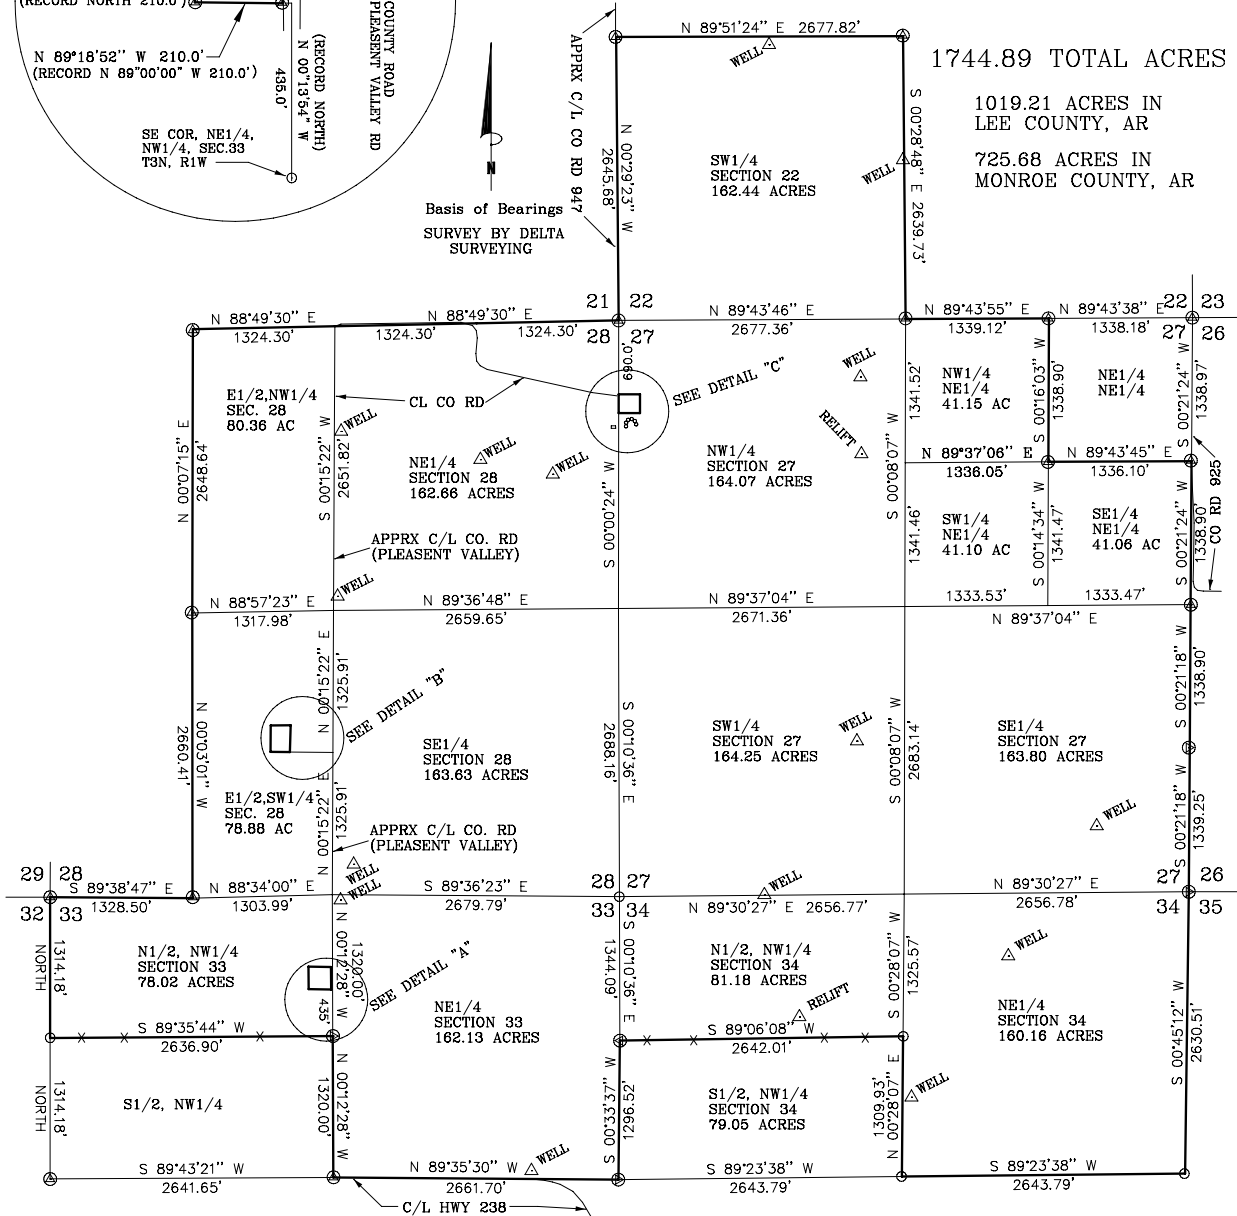 (RECORD NORTH 210.0')
N 89°18'52" W 210.0'
(RECORD N 89°00'00" W 210.0')
435.0'
(RECORD NORTH)
N 00°13'54" W
COUNTY ROAD
PLEASENT VALLEY RD
SE COR, NE1/4,
NW1/4, SEC.33
T3N, R1W
N
Basis of Bearings
SURVEY BY DELTA
SURVEYING
APPRX C/L CO RD 947
N 89°51'24" E 2677.82'
WELL
N 00°29'23" W
2645.68'
SW1/4
SECTION 22
162.44 ACRES
WELL
S 00°28'48" E 2639.73'
1744.89 TOTAL ACRES
1019.21 ACRES IN
LEE COUNTY, AR
725.68 ACRES IN
MONROE COUNTY, AR
21 22
28 27
22 23
27 26
N 88°49'30" E
1324.30'
N 88°49'30" E
1324.30' 1324.30'
N 89°43'46" E
2677.36'
N 89°43'55" E
1339.12'
N 89°43'38" E
1338.18'
660.0'
SEE DETAIL "C"
CL CO RD
E1/2,NW1/4
SEC. 28
80.36 AC
N 00°07'15" E
2648.64'
S 00°15'22" W
2651.82'
WELL
NE1/4
SECTION 28
162.66 ACRES
WELL
WELL
APPRX C/L CO. RD
(PLEASENT VALLEY)
WELL
S 00°00'24" W
NW1/4
SECTION 27
164.07 ACRES
WELL
RELIFT
1341.52'
S 00°08'07" W
1341.46'
NW1/4
NE1/4
41.15 AC
S 00°16'03" W
1338.90'
NE1/4
NE1/4
S 00°21'24" W
1338.97'
N 89°37'06" E
1336.05'
N 89°43'45" E
1336.10'
SW1/4
NE1/4
41.10 AC
S 00°14'34" W
1341.47'
SE1/4
NE1/4
41.06 AC
S 00°21'24" W
1338.90'
CO RD 925
N 88°57'23" E
1317.98'
N 89°36'48" E
2659.65'
N 89°37'04" E
2671.36'
1333.53' 1333.47'
N 89°37'04" E
N 00°03'01" W
2660.41'
N 00°15'22" E
1325.91'
SEE DETAIL "B"
E1/2,SW1/4
SEC. 28
78.88 AC
N 00°15'22" E
1325.91'
SE1/4
SECTION 28
163.63 ACRES
APPRX C/L CO. RD
(PLEASENT VALLEY)
WELL
WELL
S 00°10'36" E
2688.16'
SW1/4
SECTION 27
164.25 ACRES
WELL
S 00°08'07" W
2683.14'
SE1/4
SECTION 27
163.80 ACRES
WELL
S 00°21'18" W
1338.90'
S 00°21'18" W
1339.25'
29 28
32 33
28 27
33 34
27 26
34 35
S 89°38'47" E
1328.50'
N 88°34'00" E
1303.99'
S 89°36'23" E
2679.79'
WELL
N 89°30'27" E 2656.77'
N 89°30'27" E
2656.78'
NORTH
1314.18'
N1/2, NW1/4
SECTION 33
78.02 ACRES
N 00°12'28" W
1320.00'
435'
SEE DETAIL "A"
NE1/4
SECTION 33
162.13 ACRES
S 00°10'36" E
1344.09'
N1/2, NW1/4
SECTION 34
81.18 ACRES
RELIFT
S 00°28'07" W
1325.57'
WELL
NE1/4
SECTION 34
160.16 ACRES
S 00°45'12" W
2630.51'
S 89°35'44" W
2636.90'
S 89°06'08" W
2642.01'
NORTH
1314.18'
S1/2, NW1/4
N 00°12'28" W
1320.00'
S 00°33'37" W
1296.52'
S1/2, NW1/4
SECTION 34
79.05 ACRES
1309.93'
N 00°28'07" E
WELL
S 89°43'21" W
2641.65'
N 89°35'30" W
2661.70'
WELL
C/L HWY 238
S 89°23'38" W
2643.79'
S 89°23'38" W
2643.79'